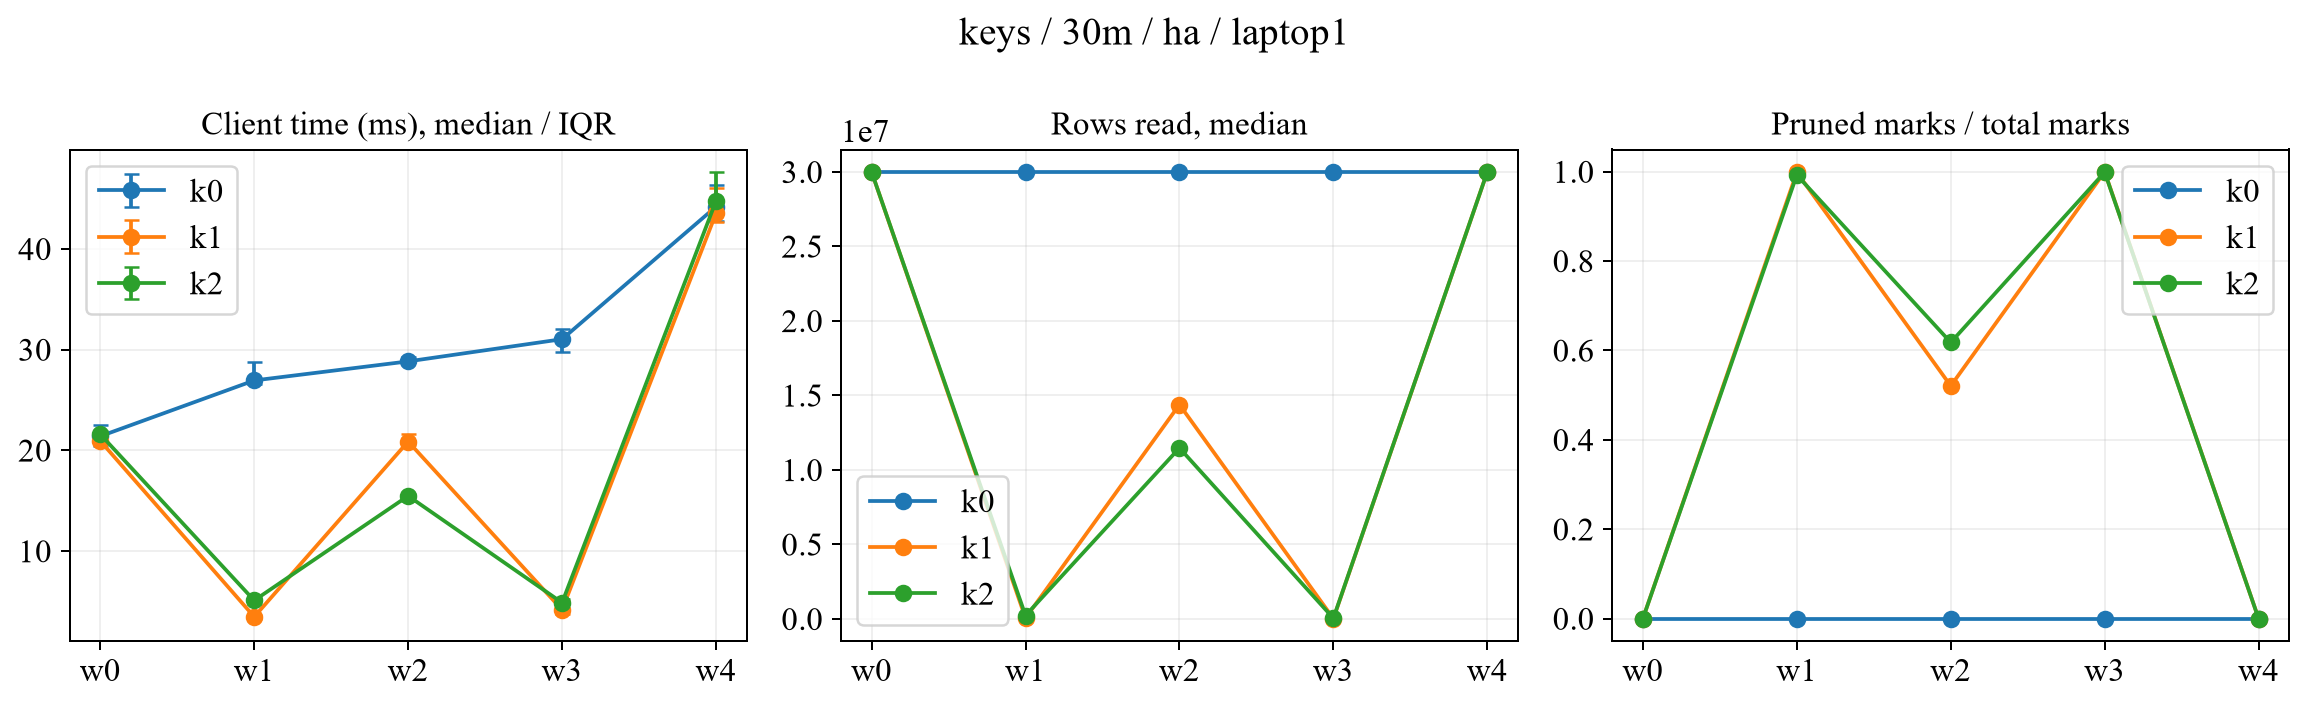 keys / 30m / ha / laptop1
Client time (ms), median / IQR
k0
k1
k2
40
30
20
10
w0 w1 w2 w3 w4
Rows read, median
1e7
3.0
2.5
2.0
1.5
1.0
0.5
0.0
k0
k1
k2
w0 w1 w2 w3 w4
Pruned marks / total marks
1.0
0.8
0.6
0.4
0.2
0.0
k0
k1
k2
w0 w1 w2 w3 w4